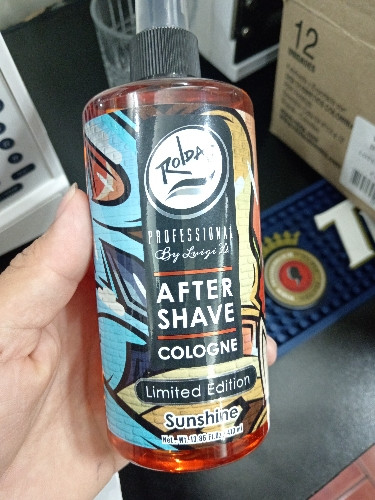 12
ROLDA
PROFESSIONAL
By Luigi's
AFTER
SHAVE
COLOGNE
Limited Edition
Sunshine